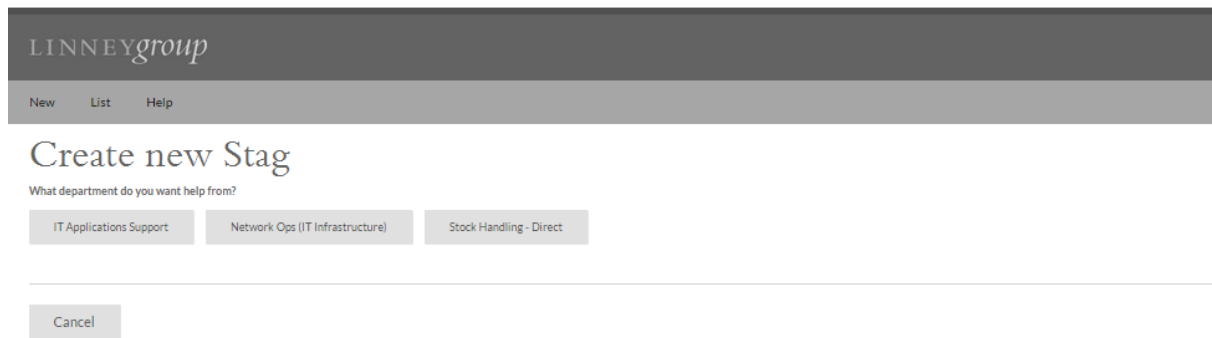 LINNEYgroup
New List Help
Create new Stag
What department do you want help from?
IT Applications Support Network Ops (IT Infrastructure) Stock Handling - Direct
Cancel